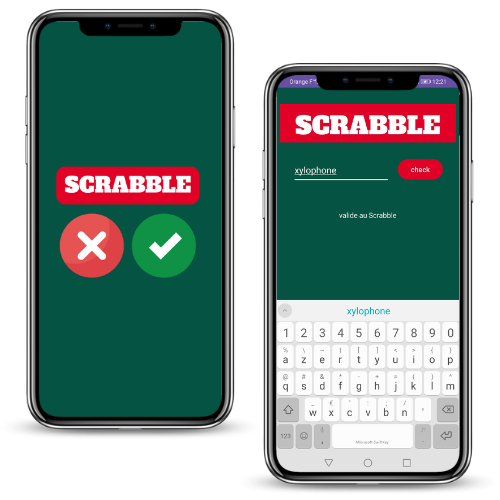 SCRABBLE
Orange F
12:21
SCRABBLE
xylophone
check
valide au Scrabble
xylophone
1 2 3 4 5 6 7 8 9 0
a z e r t y u i o p
q s d f g h j k l m
w x c v b n '
123
Microsoft SwiftKey